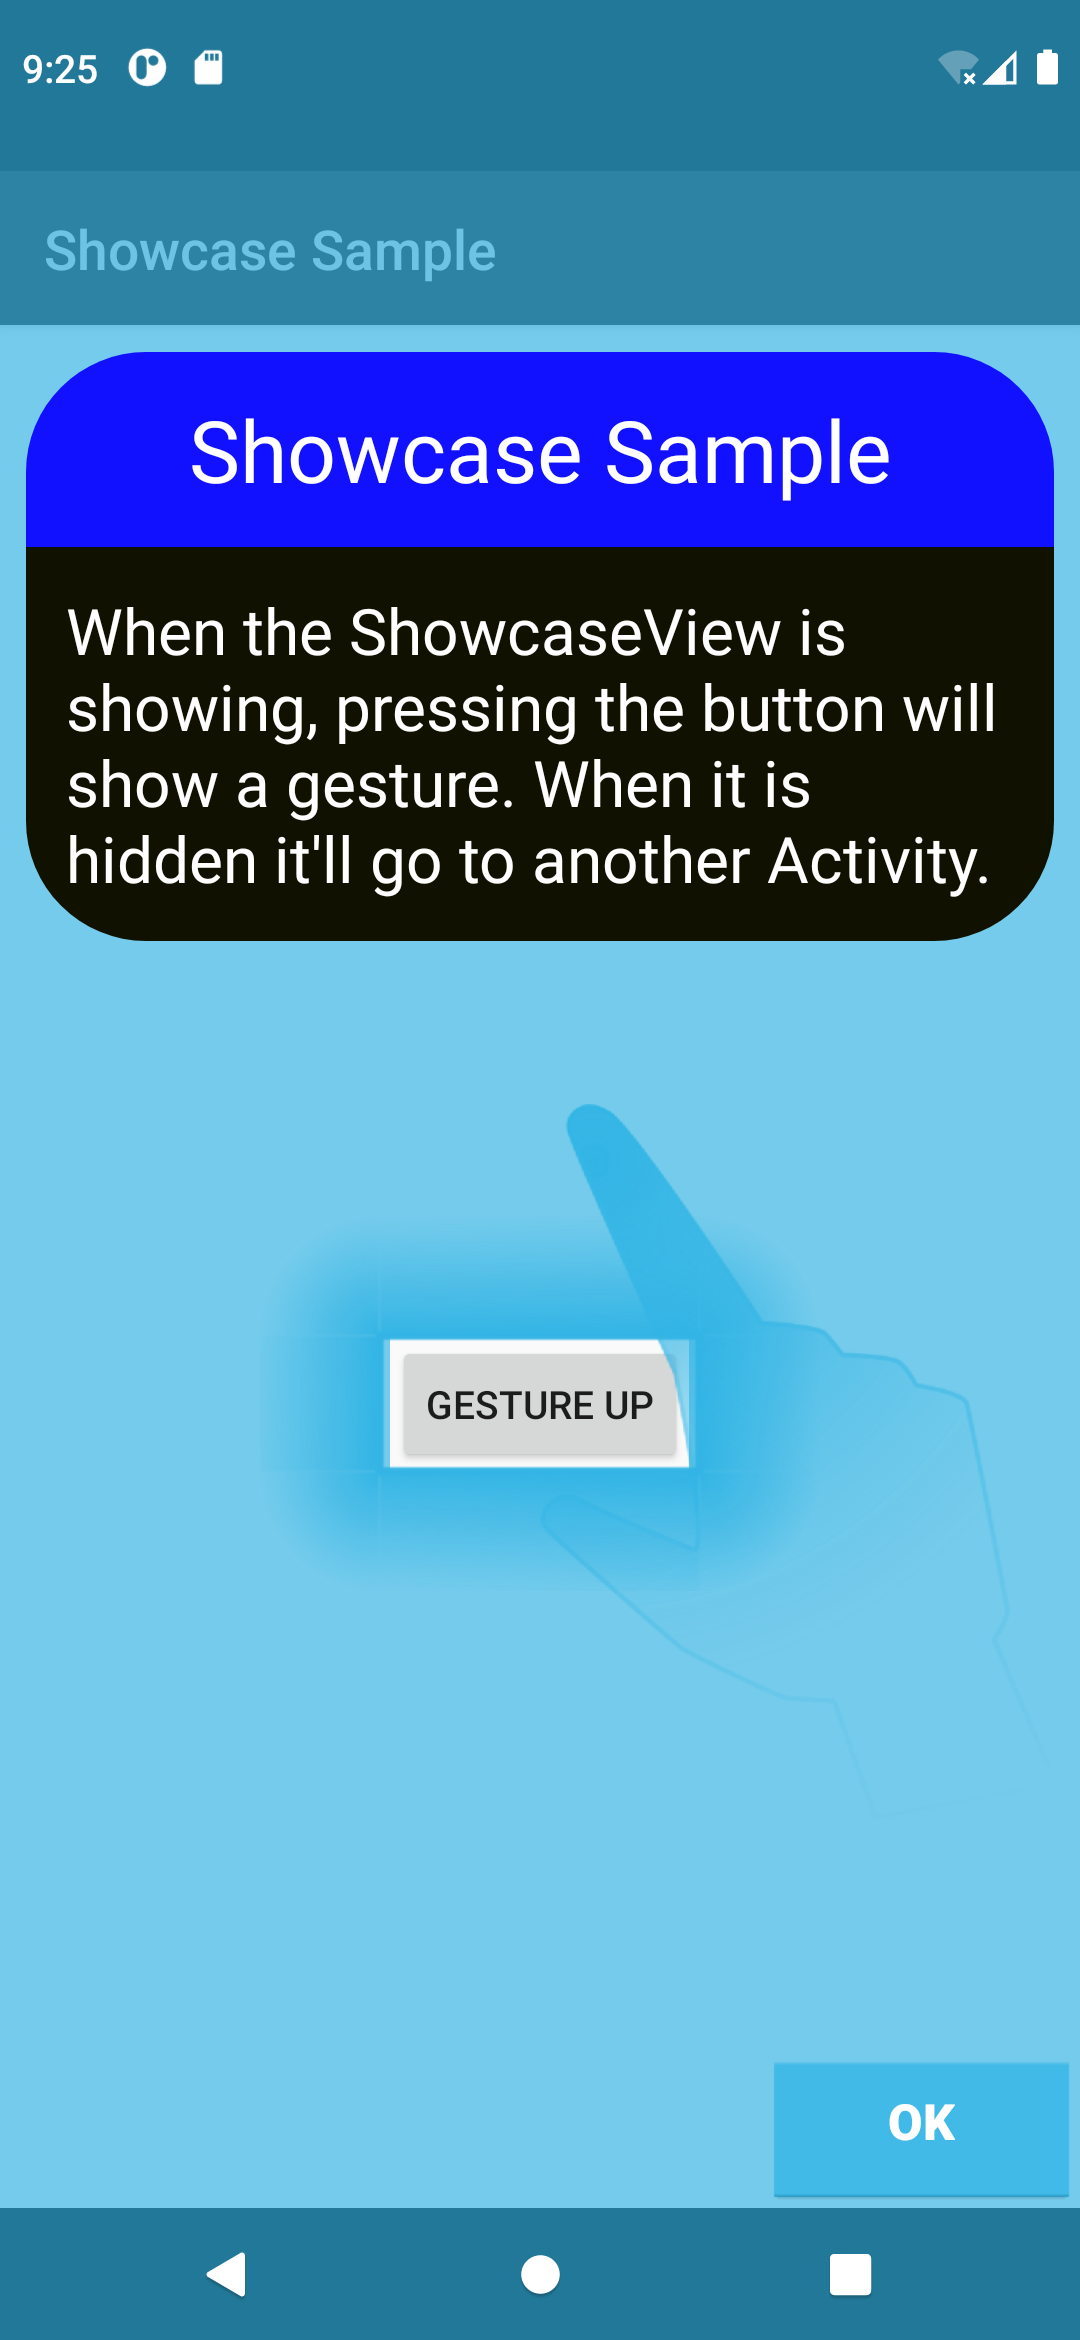 9:25
Showcase Sample
Showcase Sample
When the ShowcaseView is
showing, pressing the button will
show a gesture. When it is
hidden it'll go to another Activity.
GESTURE UP
OK